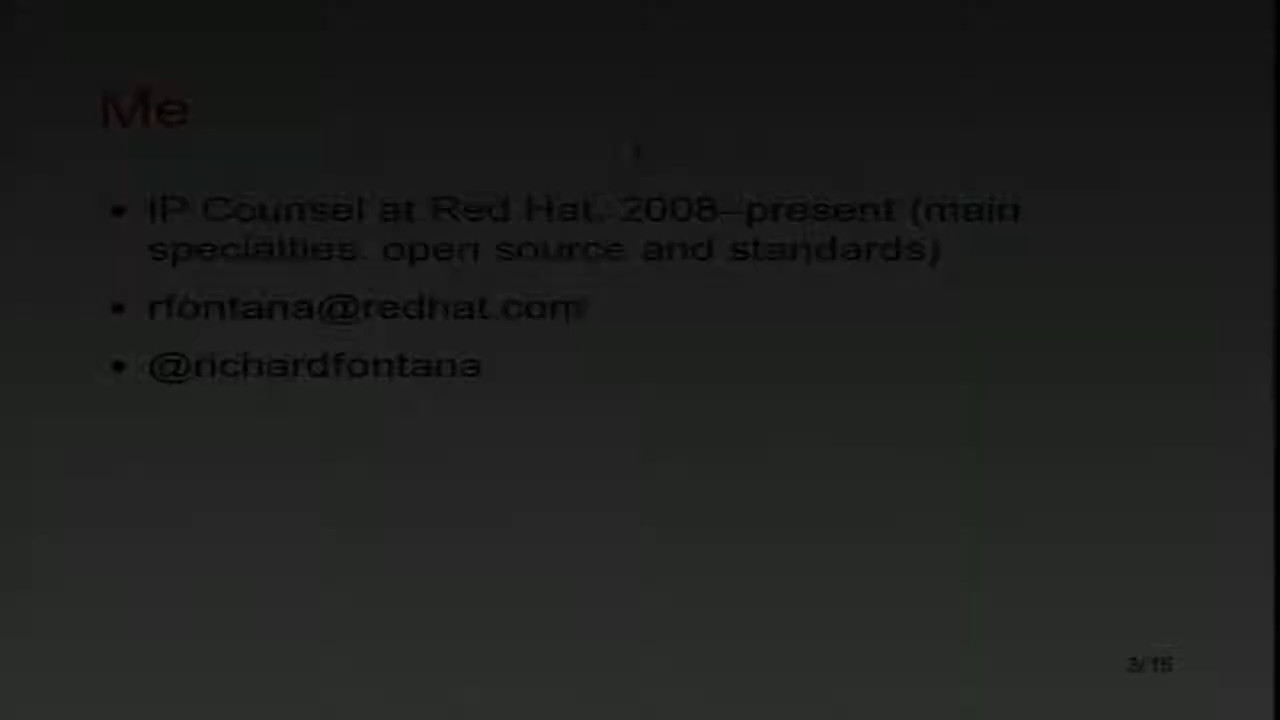 Me
• IP Counsel at Red Hat, 2008–present (main
specialties: open source and standards)
• rfontana@redhat.com
• @richardfontana
3/15